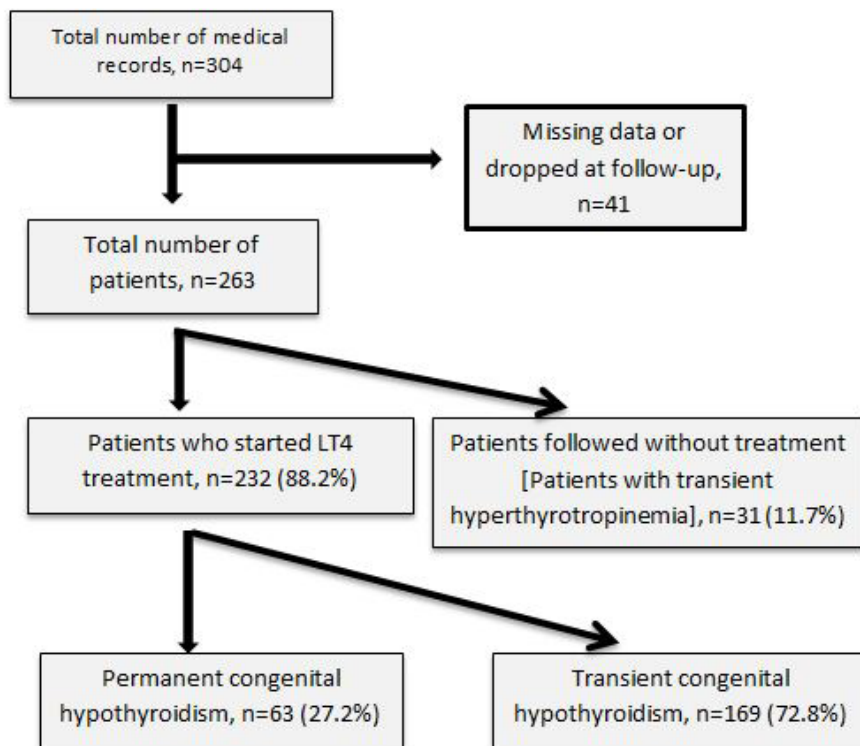 Total number of medical
records, n=304
Missing data or
dropped at follow-up,
n=41
Total number of
patients, n=263
Patients who started LT4
treatment, n=232 (88.2%)
Patients followed without treatment
[Patients with transient
hyperthyrotropinemia], n=31 (11.7%)
Permanent congenital
hypothyroidism, n=63 (27.2%)
Transient congenital
hypothyroidism, n=169 (72.8%)